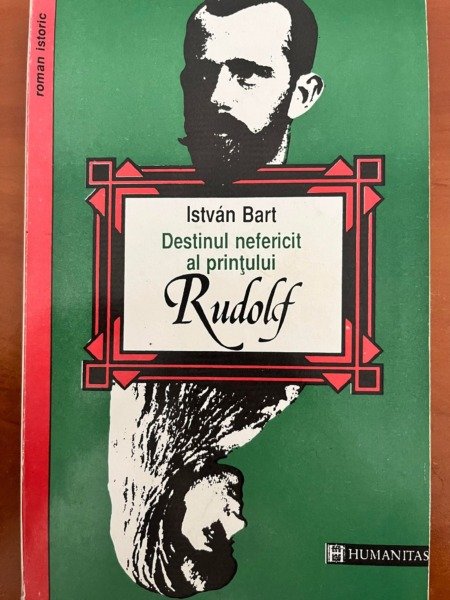 roman istoric
István Bart
Destinul nefericit
al prinţului
Rudolf
HUMANITAS